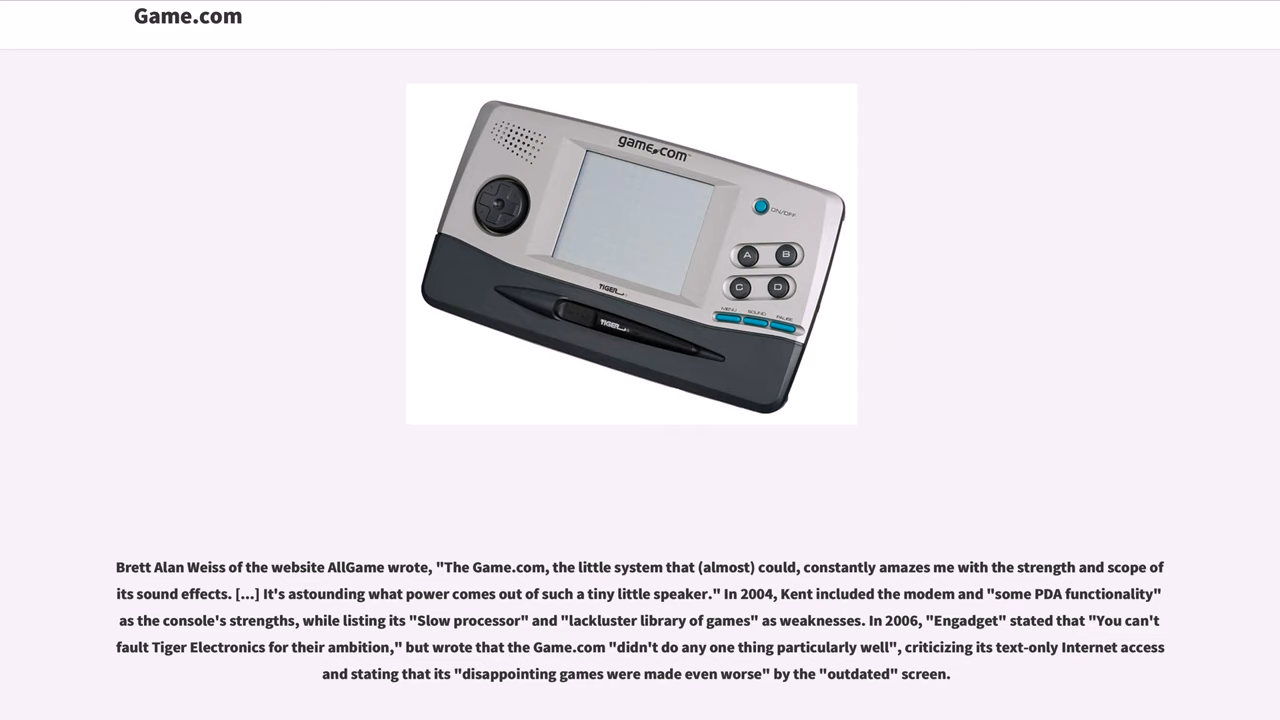 Game.com
game.com
ON/OFF
A
B
C
D
MENU
SOUND
PAUSE
TIGER
TIGER
Brett Alan Weiss of the website AllGame wrote, "The Game.com, the little system that (almost) could, constantly amazes me with the strength and scope of
its sound effects. [...] It's astounding what power comes out of such a tiny little speaker." In 2004, Kent included the modem and "some PDA functionality"
as the console's strengths, while listing its "Slow processor" and "lackluster library of games" as weaknesses. In 2006, "Engadget" stated that "You can't
fault Tiger Electronics for their ambition," but wrote that the Game.com "didn't do any one thing particularly well", criticizing its text-only Internet access
and stating that its "disappointing games were made even worse" by the "outdated" screen.